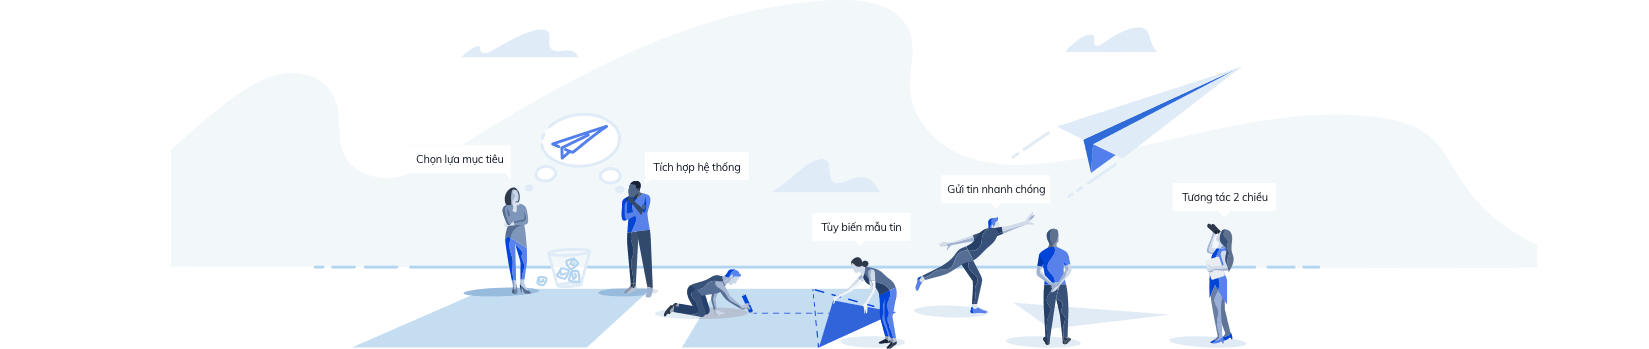 Chọn lựa mục tiêu
Tích hợp hệ thống
Tùy biến mẫu tin
Gửi tin nhanh chóng
Tương tác 2 chiều